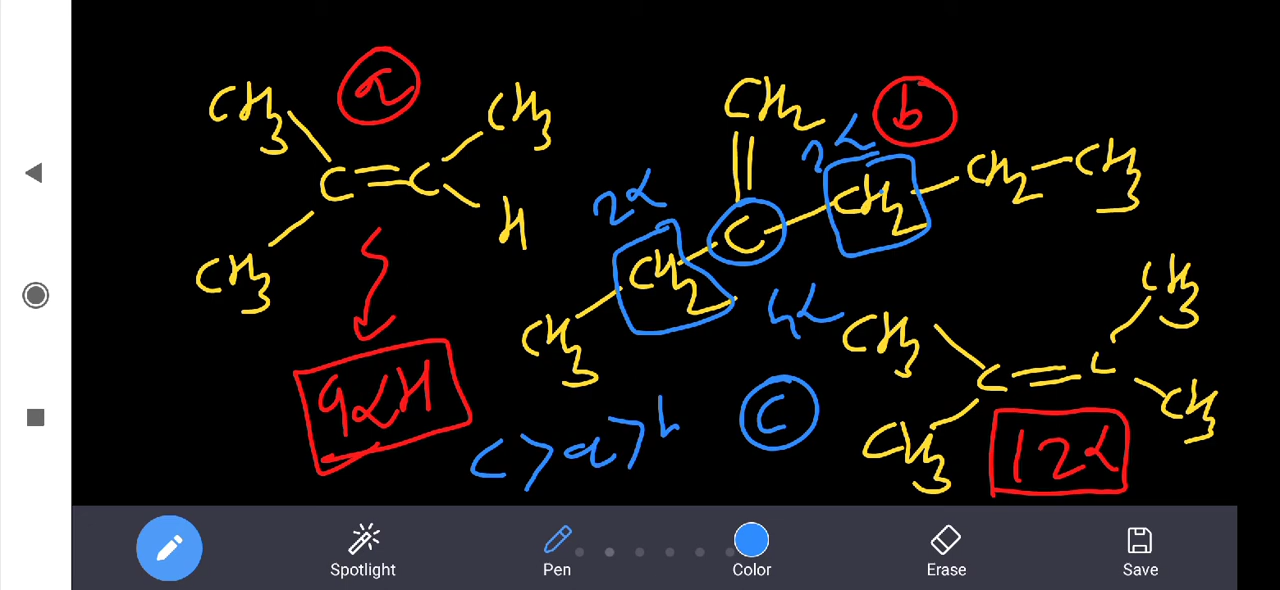 a
CH3
CH3
C=C
CH3
H
9αH
b
CH2
2α
CH2
CH3
C
2α
CH2
CH2
CH3
4α
c
CH3
CH3
C=C
CH3
CH3
12α
c>a>b
Spotlight
Pen
Color
Erase
Save